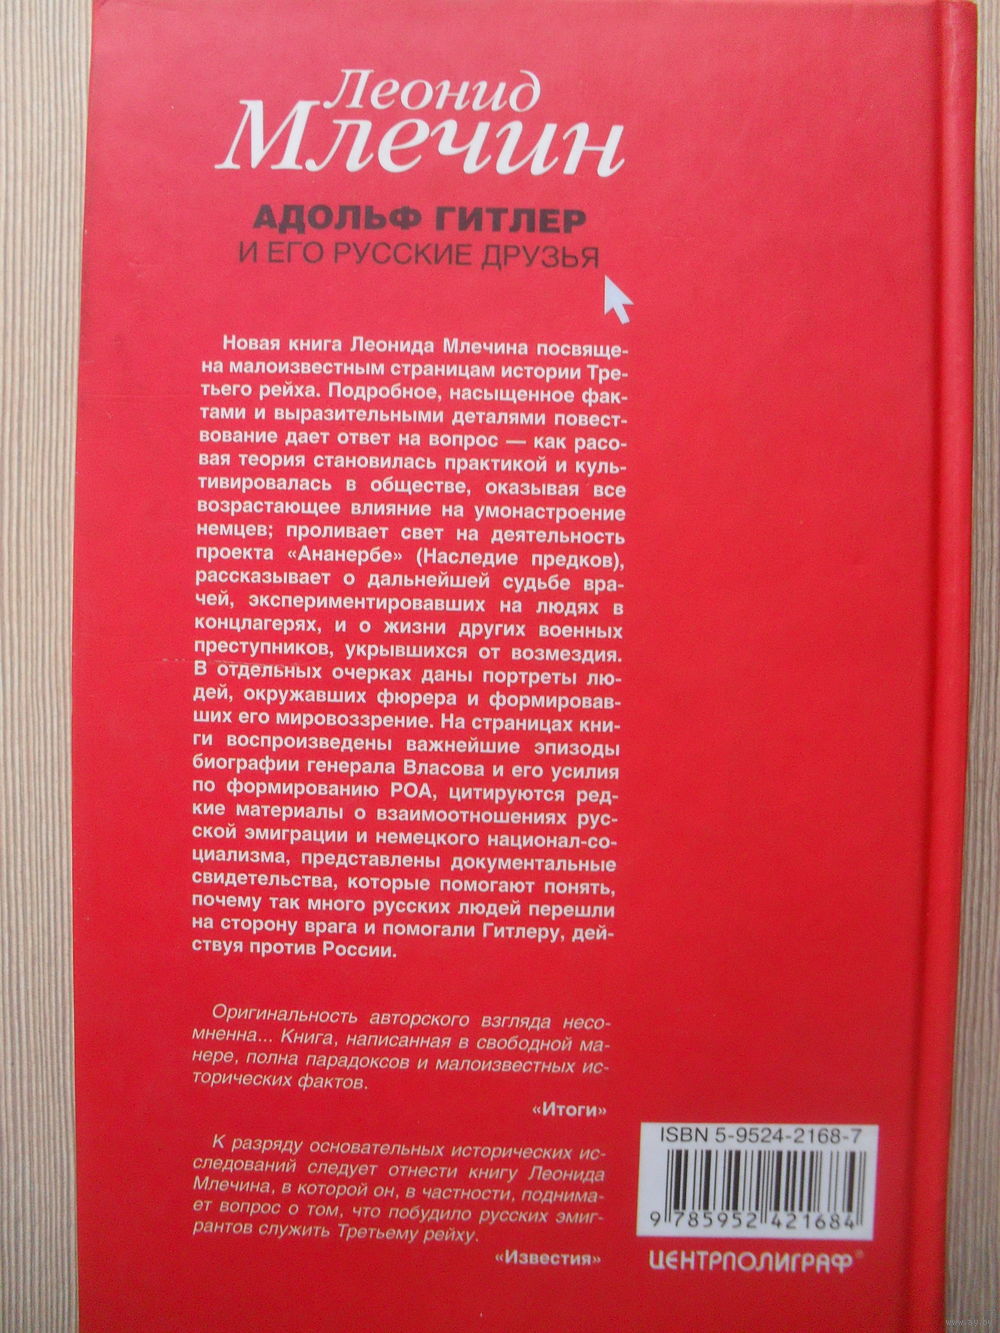 Леонид
Млечин
АДОЛЬФ ГИТЛЕР
И ЕГО РУССКИЕ ДРУЗЬЯ
Новая книга Леонида Млечина посвяще-
на малоизвестным страницам истории Тре-
тьего рейха. Подробное, насыщенное фак-
тами и выразительными деталями повест-
вование дает ответ на вопрос — как расо-
вая теория становилась практикой и куль-
тивировалась в обществе, оказывая все
возрастающее влияние на умонастроение
немцев; проливает свет на деятельность
проекта «Ананербе» (Наследие предков),
рассказывает о дальнейшей судьбе вра-
чей, экспериментировавших на людях в
концлагерях, и о жизни других военных
преступников, укрывшихся от возмездия.
В отдельных очерках даны портреты лю-
дей, окружавших фюрера и формировав-
ших его мировоззрение. На страницах кни-
ги воспроизведены важнейшие эпизоды
биографии генерала Власова и его усилия
по формированию РОА, цитируются ред-
кие материалы о взаимоотношениях рус-
ской эмиграции и немецкого национал-со-
циализма, представлены документальные
свидетельства, которые помогают понять,
почему так много русских людей перешли
на сторону врага и помогали Гитлеру, дей-
ствуя против России.
Оригинальность авторского взгляда несо-
мненна... Книга, написанная в свободной ма-
нере, полна парадоксов и малоизвестных ис-
торических фактов.
«Итоги»
К разряду основательных исторических ис-
следований следует отнести книгу Леонида
Млечина, в которой он, в частности, поднима-
ет вопрос о том, что побудило русских эмиг-
рантов служить Третьему рейху.
«Известия»
ISBN 5-9524-2168-7
9 785952 421684
ЦЕНТРПОЛИГРАФ®
www.ay.by